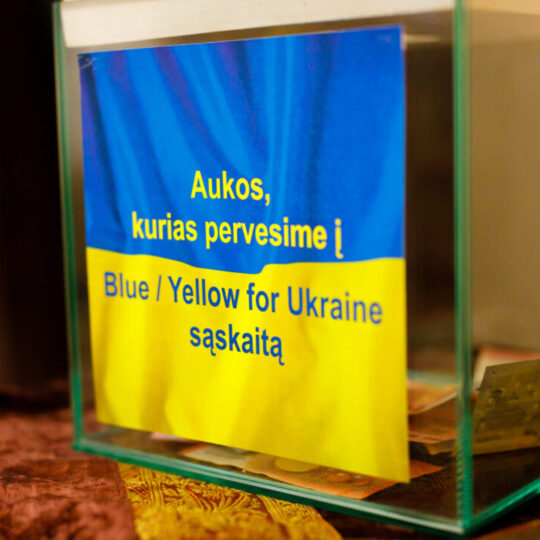 Aukos,
kurias pervesime į
Blue / Yellow for Ukraine
sąskaitą